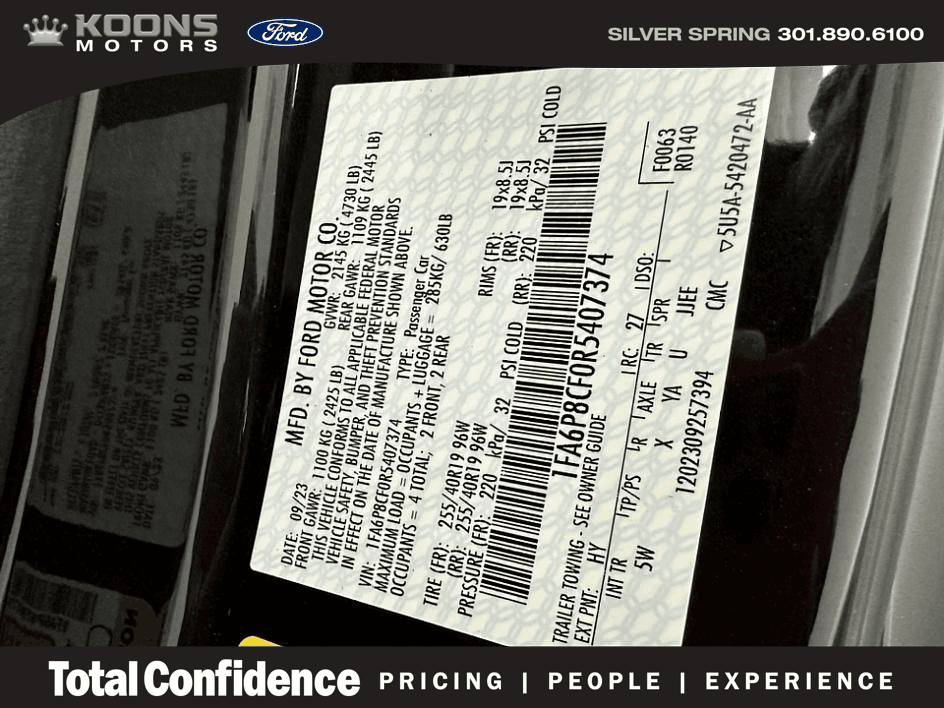 KOONS
MOTORS
Ford
SILVER SPRING 301.890.6100
MFD. BY FORD MOTOR CO.
DATE: 09/23 GVWR: 2145 KG ( 4730 LB)
FRONT GAWR: 1100 KG ( 2425 LB) REAR GAWR: 1109 KG ( 2445 LB)
THIS VEHICLE CONFORMS TO ALL APPLICABLE FEDERAL MOTOR
VEHICLE SAFETY, BUMPER, AND THEFT PREVENTION STANDARDS
IN EFFECT ON THE DATE OF MANUFACTURE SHOWN ABOVE.
VIN: 1FA6P8CF0R5407374 TYPE: Passenger Car
MAXIMUM LOAD = OCCUPANTS + LUGGAGE = 285KG/ 630LB
OCCUPANTS = 4 TOTAL; 2 FRONT, 2 REAR
TIRE (FR): 255/40R19 96W RIMS (FR): 19x8.5J
(RR): 255/40R19 96W (RR): 19x8.5J
PRESSURE (FR): 220 kPa/ 32 PSI COLD (RR): 220 kPa/ 32 PSI COLD
1FA6P8CF0R5407374
TRAILER TOWING - SEE OWNER GUIDE
EXT PNT: HY RC: 27 DSO: F0063
R0140
INT TR TP/PS R AXLE TR SPR
5W L X YA U JJEE
1202309257394 CMC ▽5U5A-5420472-AA
MFD BY FORD MOTOR CO
Total Confidence PRICING | PEOPLE | EXPERIENCE